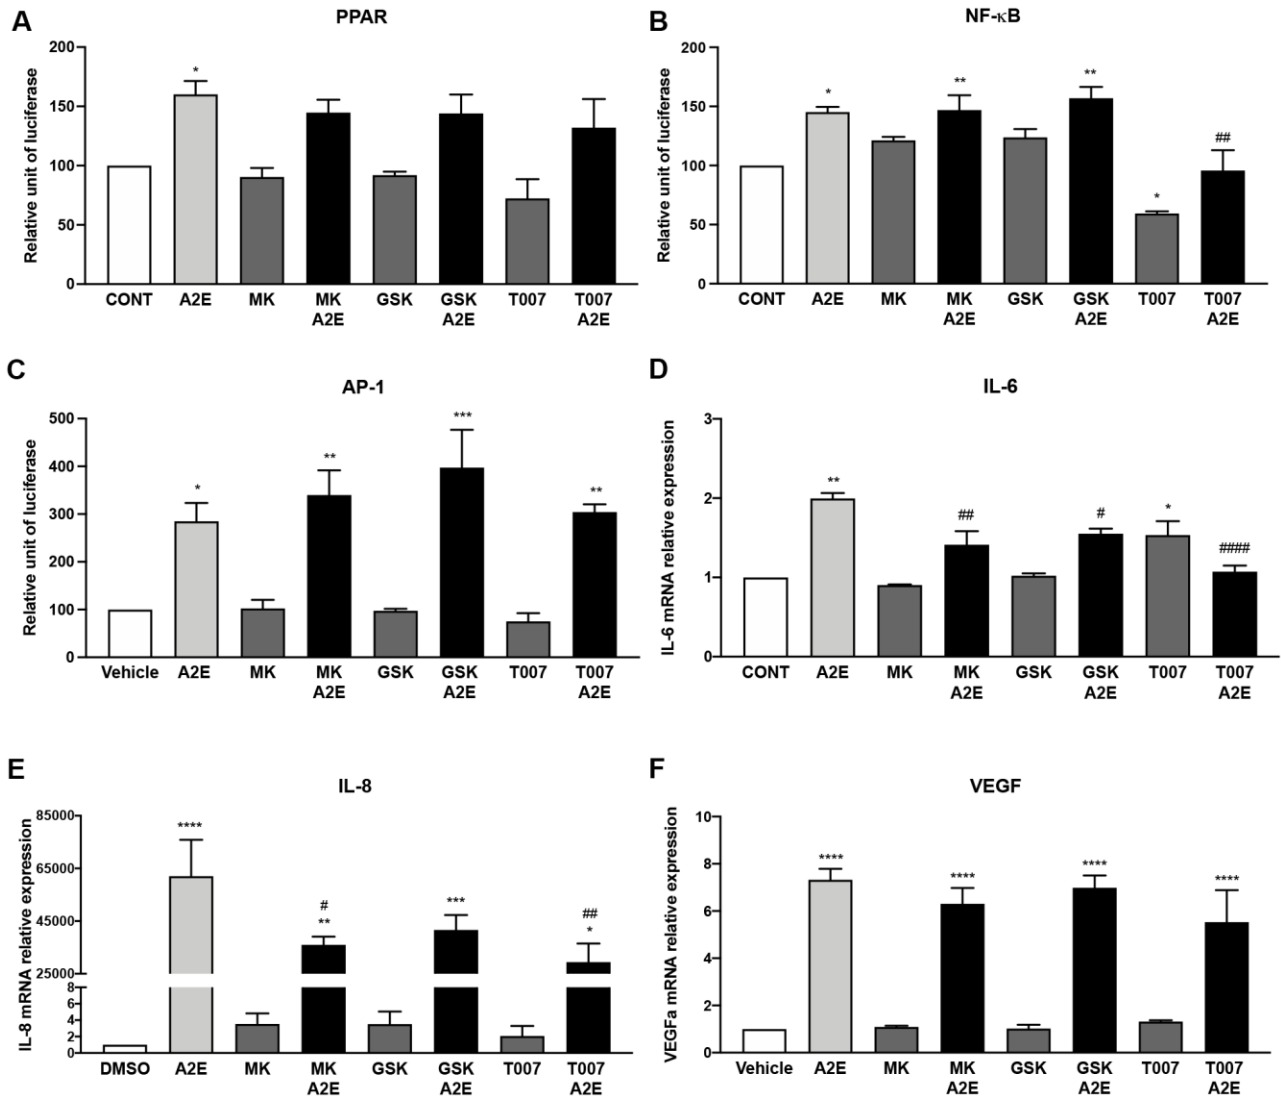 A
PPAR
Relative unit of luciferase
200
150
100
50
0
*
CONT A2E MK MK GSK GSK T007 T007
A2E A2E A2E
B
NF-κB
Relative unit of luciferase
200
150
100
50
0
* ** ** * ##
CONT A2E MK MK GSK GSK T007 T007
A2E A2E A2E
C
AP-1
Relative unit of luciferase
500
400
300
200
100
0
* ** *** **
Vehicle A2E MK MK GSK GSK T007 T007
A2E A2E A2E
D
IL-6
IL-6 mRNA relative expression
3
2
1
0
** ## # * ####
CONT A2E MK MK GSK GSK T007 T007
A2E A2E A2E
E
IL-8
IL-8 mRNA relative expression
85000
65000
45000
25000
8
6
4
2
0
****
# ##
** *** *
DMSO A2E MK MK GSK GSK T007 T007
A2E A2E A2E
F
VEGF
VEGFa mRNA relative expression
10
8
6
4
2
0
**** **** **** ****
Vehicle A2E MK MK GSK GSK T007 T007
A2E A2E A2E